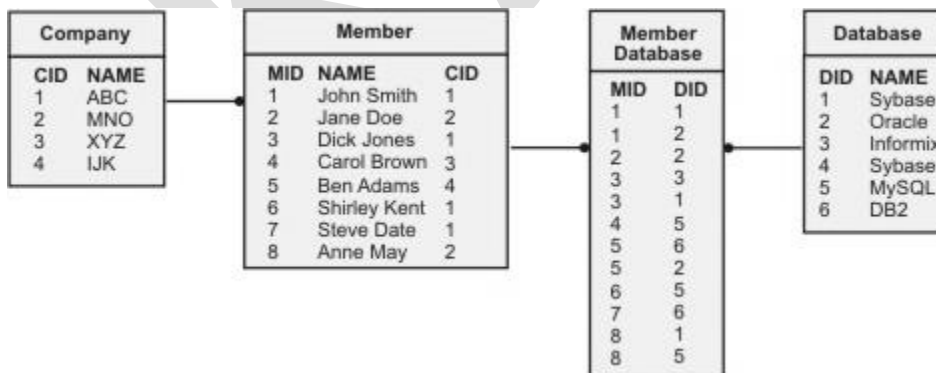 Company
CID NAME
1 ABC
2 MNO
3 XYZ
4 IJK
Member
MID NAME CID
1 John Smith 1
2 Jane Doe 2
3 Dick Jones 1
4 Carol Brown 3
5 Ben Adams 4
6 Shirley Kent 1
7 Steve Date 1
8 Anne May 2
Member
Database
MID DID
1 1
1 2
2 2
3 3
3 1
4 5
5 6
5 2
6 5
7 6
8 1
8 5
Database
DID NAME
1 Sybase
2 Oracle
3 Informix
4 Sybase
5 MySQL
6 DB2